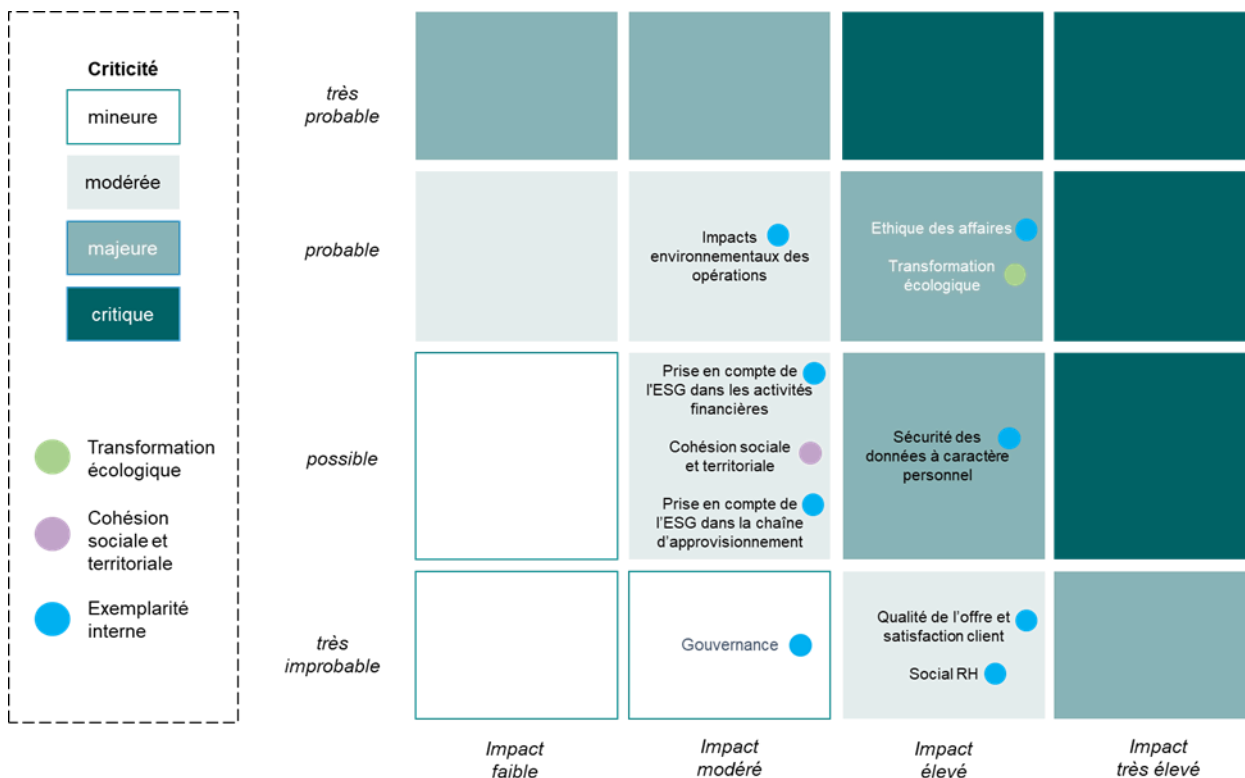 Criticité
mineure
modérée
majeure
critique
Transformation
écologique
Cohésion
sociale et
territoriale
Exemplarité
interne
très
probable
probable
Impacts
environnementaux des
opérations
Ethique des affaires
Transformation
écologique
possible
Prise en compte de
l'ESG dans les activités
financières
Cohésion sociale
et territoriale
Prise en compte de
l’ESG dans la chaîne
d’approvisionnement
Sécurité des
données à caractère
personnel
très
improbable
Gouvernance
Qualité de l’offre et
satisfaction client
Social RH
Impact
faible
Impact
modéré
Impact
élevé
Impact
très élevé